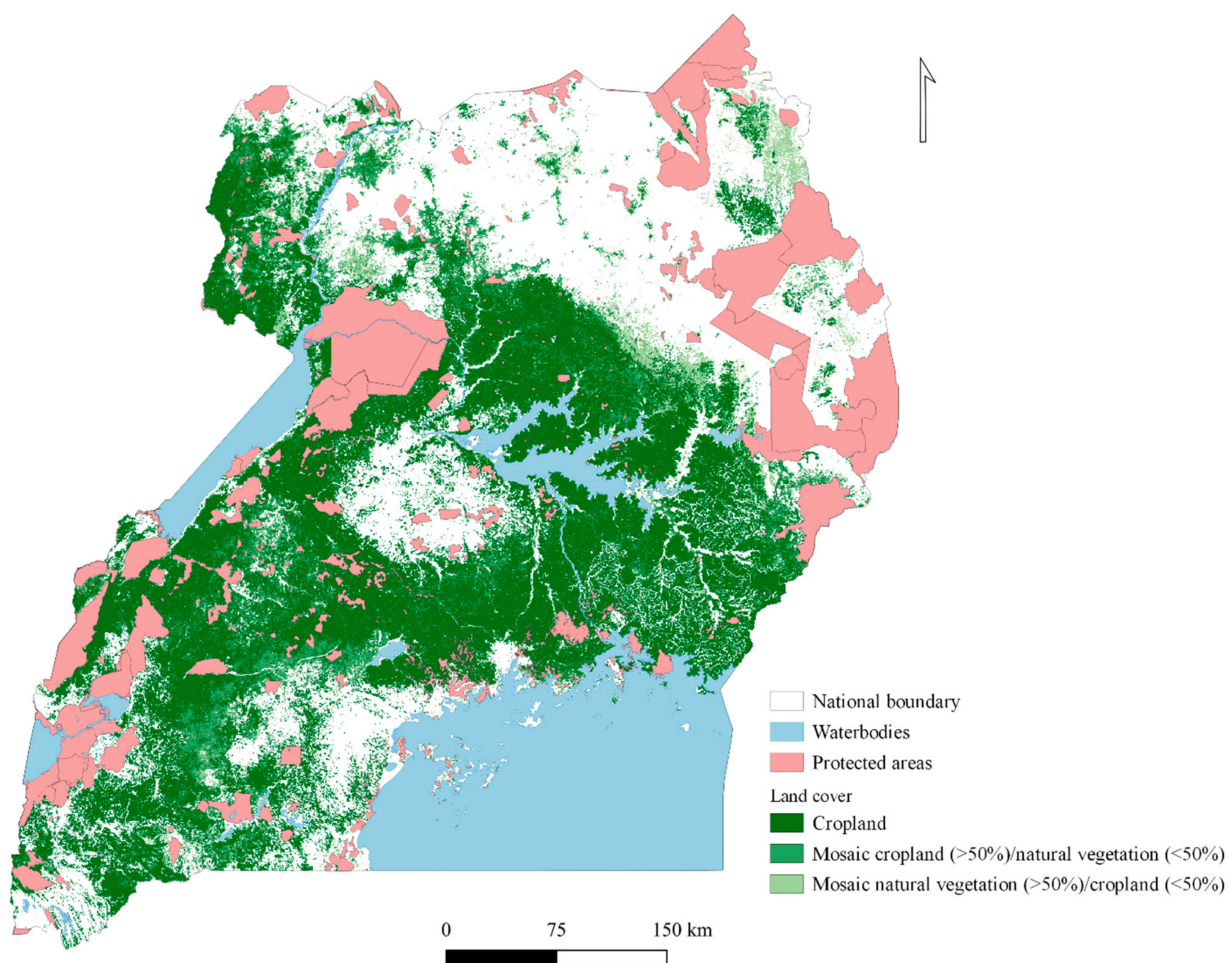 National boundary
Waterbodies
Protected areas
Land cover
Cropland
Mosaic cropland (>50%)/natural vegetation (<50%)
Mosaic natural vegetation (>50%)/cropland (<50%)
0 75 150 km